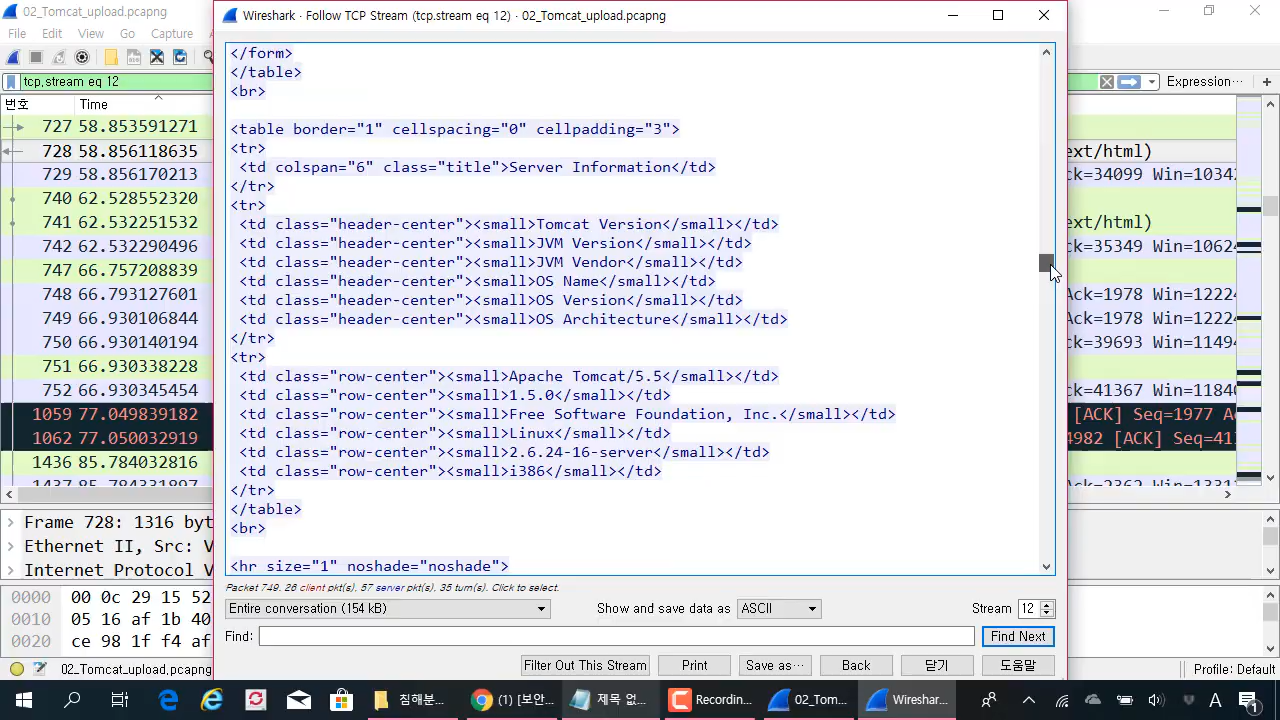 02_Tomcat_upload.pcapng
File Edit View Go Capture
tcp,stream eq 12
Expression…
번호 Time
727 58.853591271
728 58.856118635
729 58.856170213
740 62.528552320
741 62.532251532
742 62.532290496
747 66.757208839
748 66.793127601
749 66.930106844
750 66.930140194
751 66.930338228
752 66.930345454
1059 77.049839182
1062 77.050032919
1436 85.784032816
1437 85.784331897
ext/html)
ck=34099 Win=1034
ext/html)
ck=35349 Win=1062
Ack=1978 Win=1222
Ack=1978 Win=1222
ck=39693 Win=1149
ck=41367 Win=1184
[ACK] Seq=1977 A
4982 [ACK] Seq=41
Frame 728: 1316 byt
Ethernet II, Src: V
Internet Protocol V
0000 00 0c 29 15 52
0010 05 16 af 1b 40
0020 ce 98 1f f4 af
02_Tomcat_upload.pcapng
Profile: Default
Wireshark · Follow TCP Stream (tcp.stream eq 12) · 02_Tomcat_upload.pcapng
</form>
</table>
<br>
<table border="1" cellspacing="0" cellpadding="3">
<tr>
<td colspan="6" class="title">Server Information</td>
</tr>
<tr>
<td class="header-center"><small>Tomcat Version</small></td>
<td class="header-center"><small>JVM Version</small></td>
<td class="header-center"><small>JVM Vendor</small></td>
<td class="header-center"><small>OS Name</small></td>
<td class="header-center"><small>OS Version</small></td>
<td class="header-center"><small>OS Architecture</small></td>
</tr>
<tr>
<td class="row-center"><small>Apache Tomcat/5.5</small></td>
<td class="row-center"><small>1.5.0</small></td>
<td class="row-center"><small>Free Software Foundation, Inc.</small></td>
<td class="row-center"><small>Linux</small></td>
<td class="row-center"><small>2.6.24-16-server</small></td>
<td class="row-center"><small>i386</small></td>
</tr>
</table>
<br>
<hr size="1" noshade="noshade">
Packet 749. 26 client pkt(s), 57 server pkt(s), 35 turn(s). Click to select.
Entire conversation (154 kB) Show and save data as ASCII Stream 12
Find: Find Next
Filter Out This Stream Print Save as… Back 닫기 도움말
침해분… (1) [보안… 제목 없… Recordin… 02_Tom… Wireshar… A 1